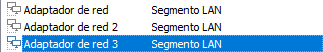 Adaptador de red Segmento LAN
Adaptador de red 2 Segmento LAN
Adaptador de red 3 Segmento LAN